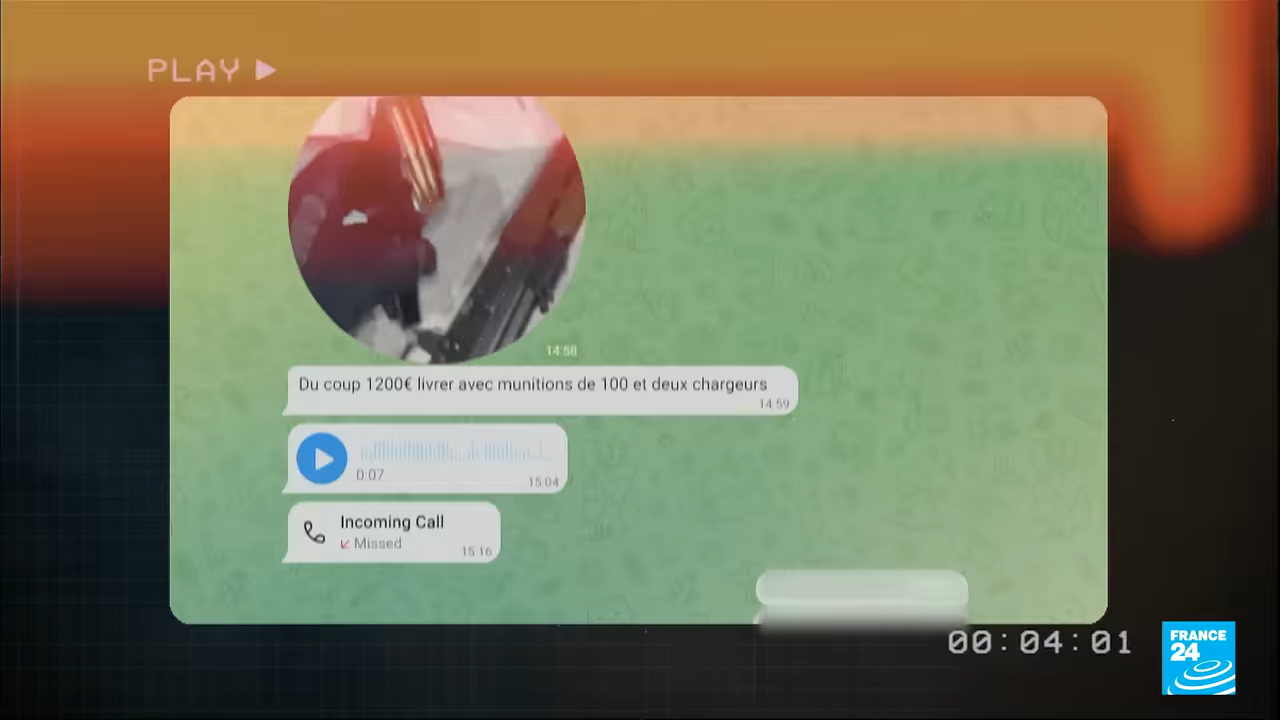 PLAY
14:58
Du coup 1200€ livrer avec munitions de 100 et deux chargeurs
14:59
0:07
15:04
Incoming Call
Missed
15:16
00:04:01
FRANCE
24